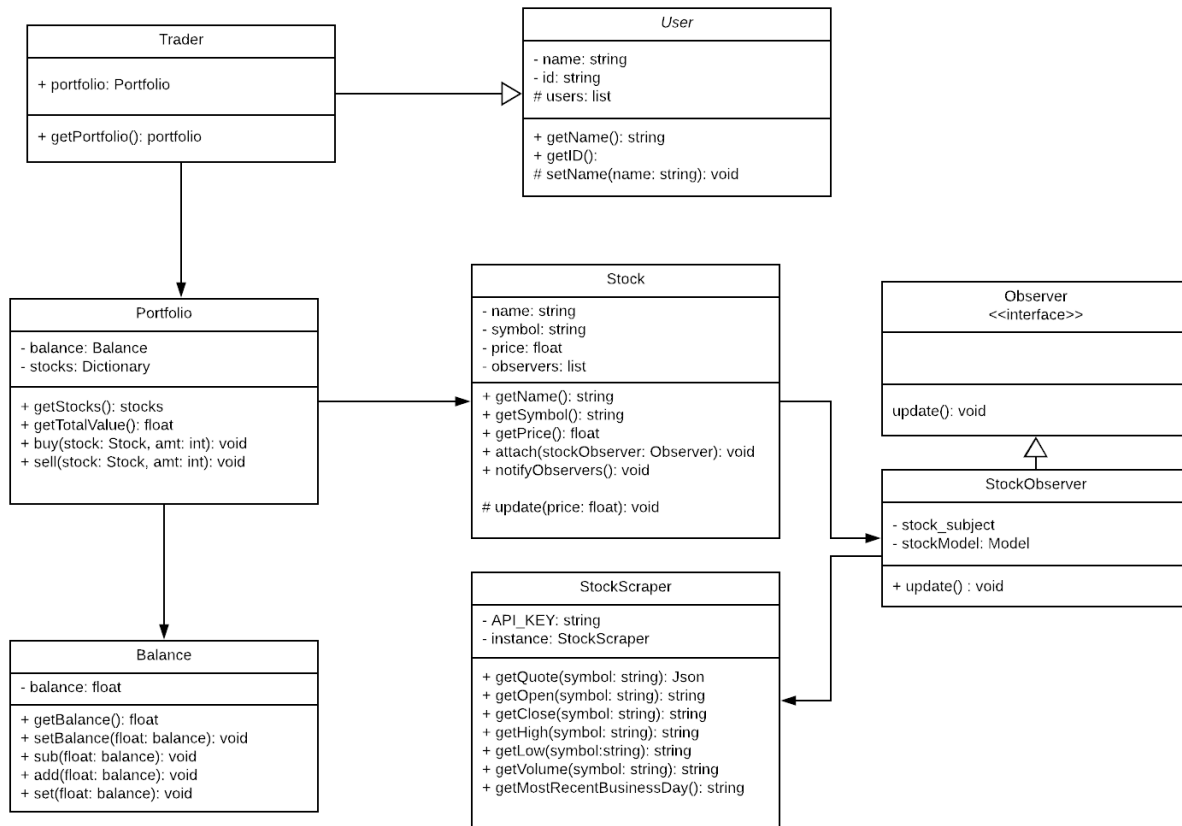 Trader
+ portfolio: Portfolio
+ getPortfolio(): portfolio
User
- name: string
- id: string
# users: list
+ getName(): string
+ getID():
# setName(name: string): void
Portfolio
- balance: Balance
- stocks: Dictionary
+ getStocks(): stocks
+ getTotalValue(): float
+ buy(stock: Stock, amt: int): void
+ sell(stock: Stock, amt: int): void
Stock
- name: string
- symbol: string
- price: float
- observers: list
+ getName(): string
+ getSymbol(): string
+ getPrice(): float
+ attach(stockObserver: Observer): void
+ notifyObservers(): void
# update(price: float): void
Observer
<<interface>>
update(): void
StockObserver
- stock_subject
- stockModel: Model
+ update() : void
StockScraper
- API_KEY: string
- instance: StockScraper
+ getQuote(symbol: string): Json
+ getOpen(symbol: string): string
+ getClose(symbol: string): string
+ getHigh(symbol: string): string
+ getLow(symbol:string): string
+ getVolume(symbol: string): string
+ getMostRecentBusinessDay(): string
Balance
- balance: float
+ getBalance(): float
+ setBalance(float: balance): void
+ sub(float: balance): void
+ add(float: balance): void
+ set(float: balance): void